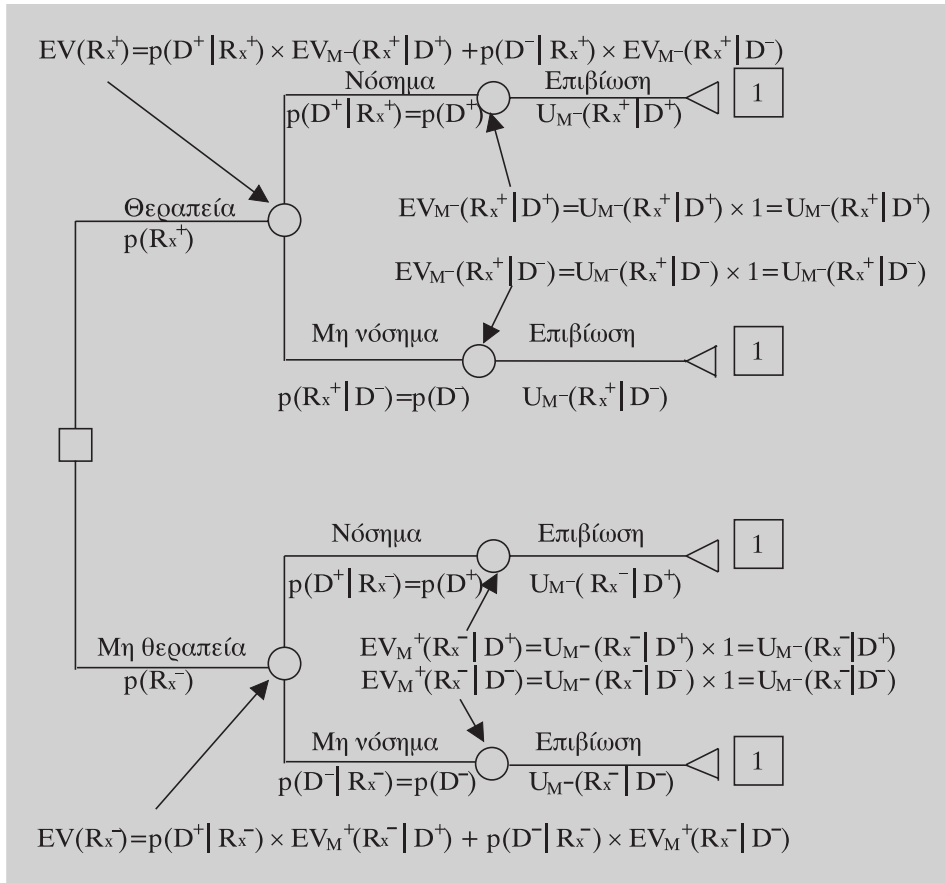 EV(Rx⁺)=p(D⁺|Rx⁺) × EVM⁻(Rx⁺|D⁺) +p(D⁻|Rx⁺) × EVM⁻(Rx⁺|D⁻)
Νόσημα Επιβίωση 1
p(D⁺|Rx⁺)=p(D⁺) UM⁻(Rx⁺|D⁺)
Θεραπεία
p(Rx⁺)
EVM⁻(Rx⁺|D⁺)=UM⁻(Rx⁺|D⁺) × 1=UM⁻(Rx⁺|D⁺)
EVM⁻(Rx⁺|D⁻)=UM⁻(Rx⁺|D⁻) × 1=UM⁻(Rx⁺|D⁻)
Μη νόσημα Επιβίωση 1
p(Rx⁺|D⁻)=p(D⁻) UM⁻(Rx⁺|D⁻)
Νόσημα Επιβίωση 1
p(D⁺|Rx⁻)=p(D⁺) UM⁻( Rx⁻|D⁺)
Μη θεραπεία
p(Rx⁻)
EVM⁺(Rx⁻|D⁺)=UM⁻(Rx⁻|D⁺) × 1=UM⁻(Rx⁻|D⁺)
EVM⁺(Rx⁻|D⁻)=UM⁻(Rx⁻|D⁻) × 1=UM⁻(Rx⁻|D⁻)
Μη νόσημα Επιβίωση 1
p(D⁻|Rx⁻)=p(D⁻) UM⁻(Rx⁻|D⁻)
EV(Rx⁻)=p(D⁺|Rx⁻) × EVM⁺(Rx⁻|D⁺) + p(D⁻|Rx⁻) × EVM⁺(Rx⁻|D⁻)